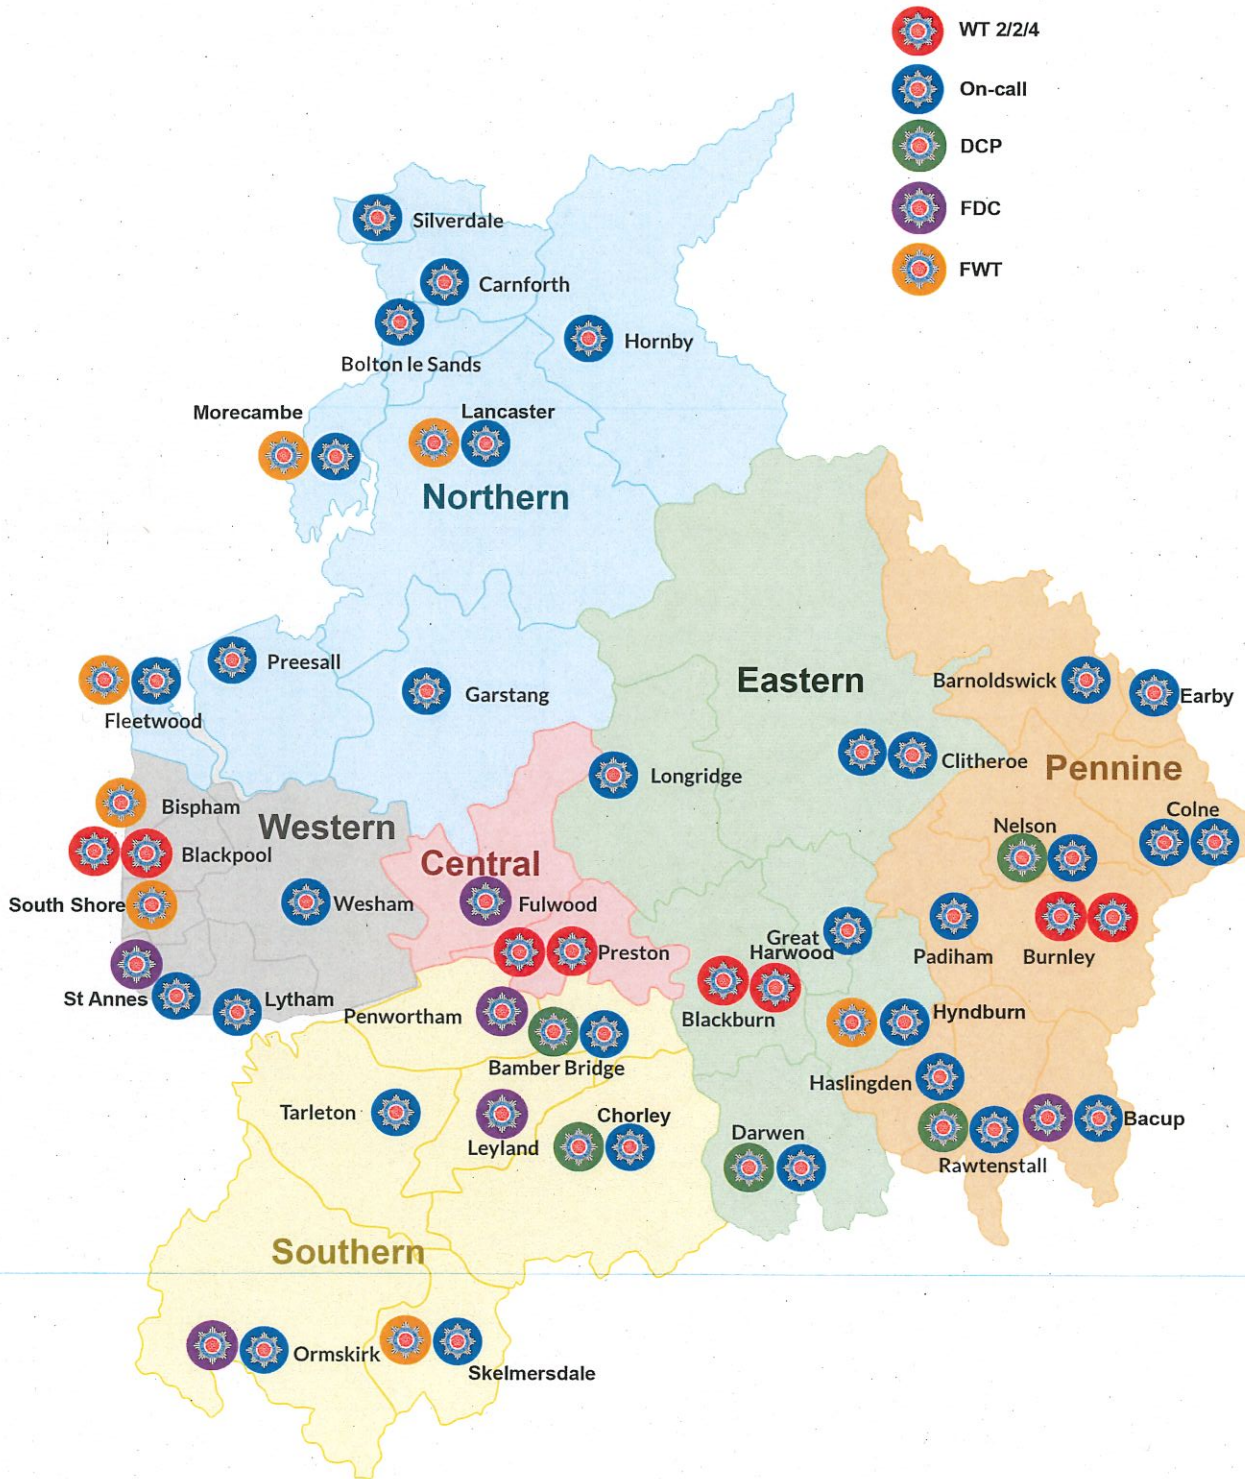 WT 2/2/4
On-call
DCP
FDC
FWT
Silverdale
Carnforth
Bolton le Sands
Hornby
Morecambe
Lancaster
Northern
Preesall
Fleetwood
Garstang
Eastern
Barnoldswick
Earby
Longridge
Clitheroe
Pennine
Bispham
Western
Blackpool
Central
Nelson
Colne
South Shore
Wesham
Fulwood
Preston
Great
Harwood
Padiham
Burnley
St Annes
Lytham
Penwortham
Blackburn
Hyndburn
Bamber Bridge
Haslingden
Tarleton
Leyland
Chorley
Darwen
Bacup
Rawtenstall
Southern
Ormskirk
Skelmersdale